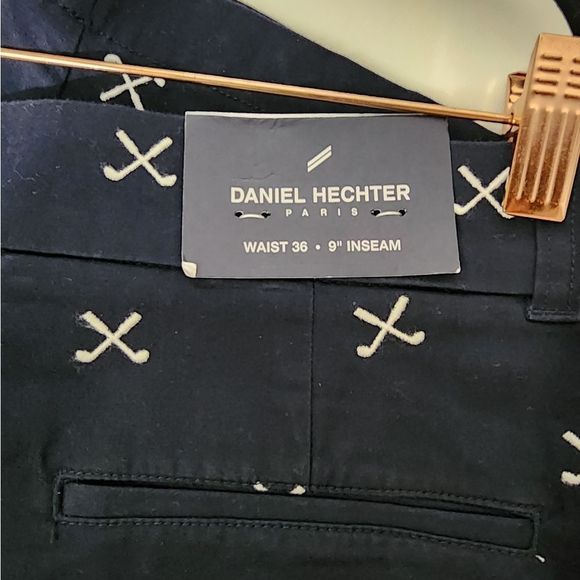 DANIEL HECHTER
PARIS
WAIST 36 • 9" INSEAM